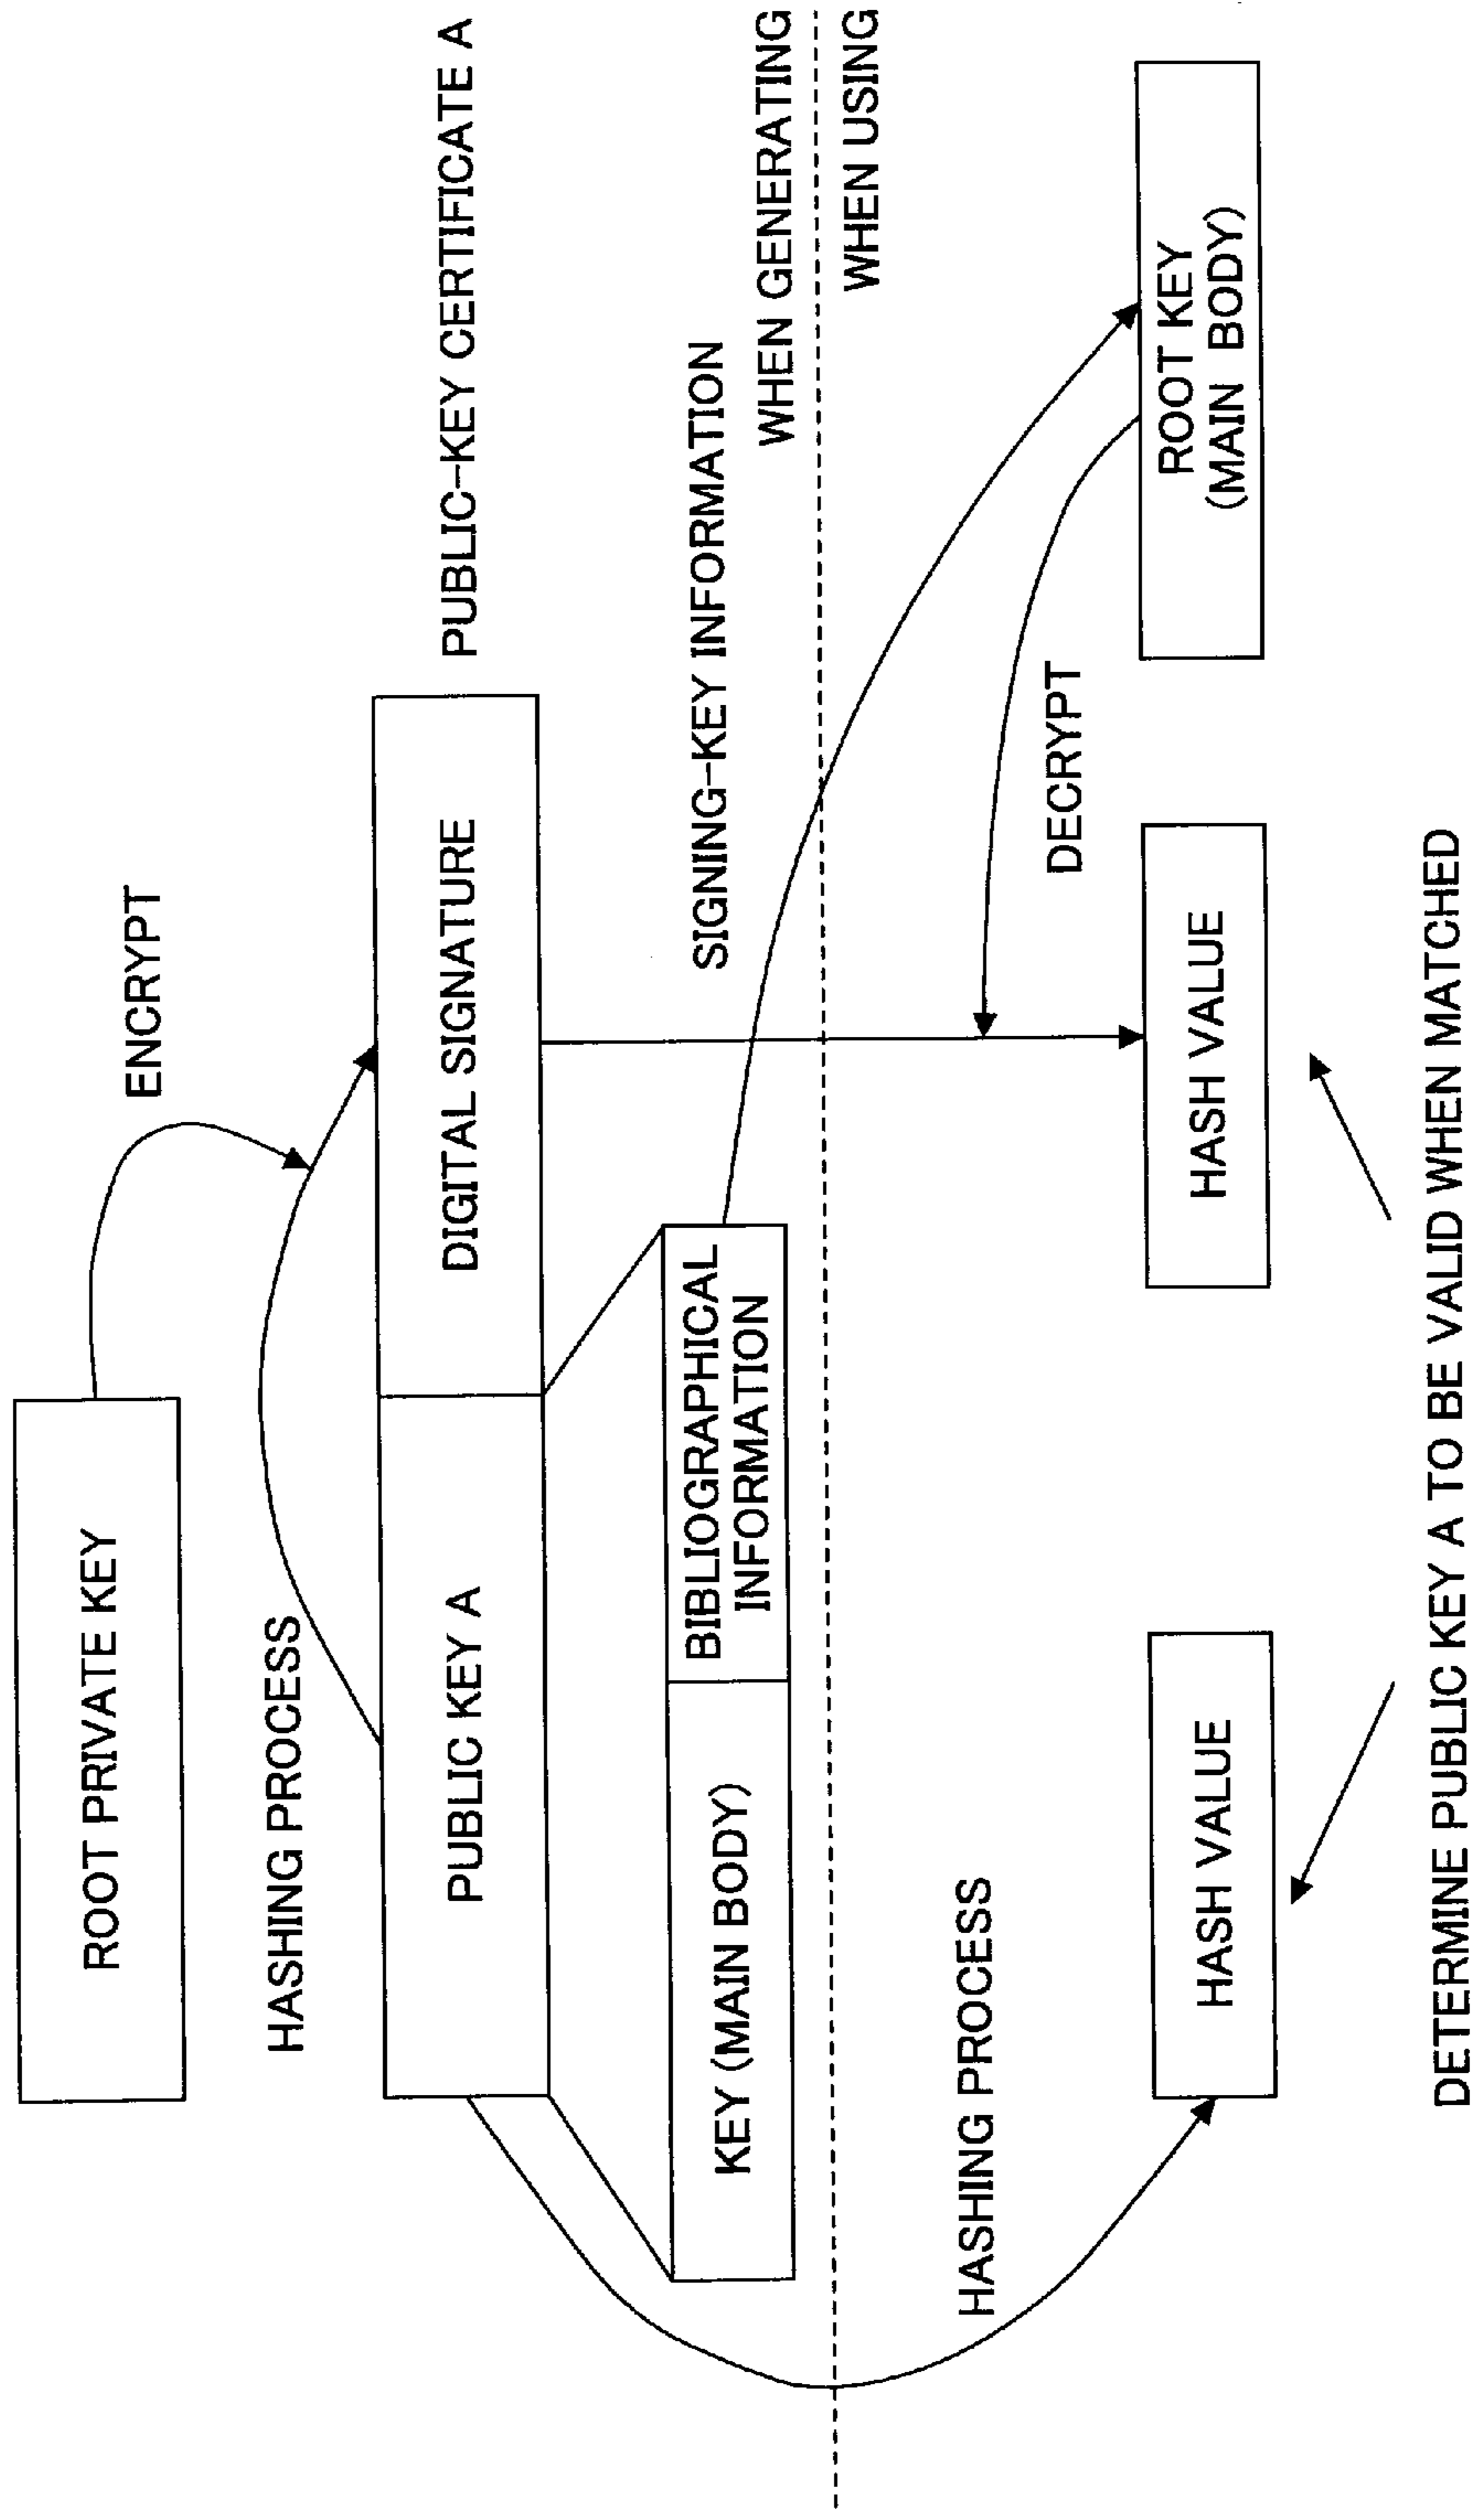 ROOT PRIVATE KEY
ENCRYPT
HASHING PROCESS
PUBLIC KEY A
DIGITAL SIGNATURE
PUBLIC-KEY CERTIFICATE A
KEY (MAIN BODY)
BIBLIOGRAPHICAL
INFORMATION
SIGNING-KEY INFORMATION
WHEN GENERATING
WHEN USING
HASHING PROCESS
DECRYPT
HASH VALUE
HASH VALUE
ROOT KEY
(MAIN BODY)
DETERMINE PUBLIC KEY A TO BE VALID WHEN MATCHED